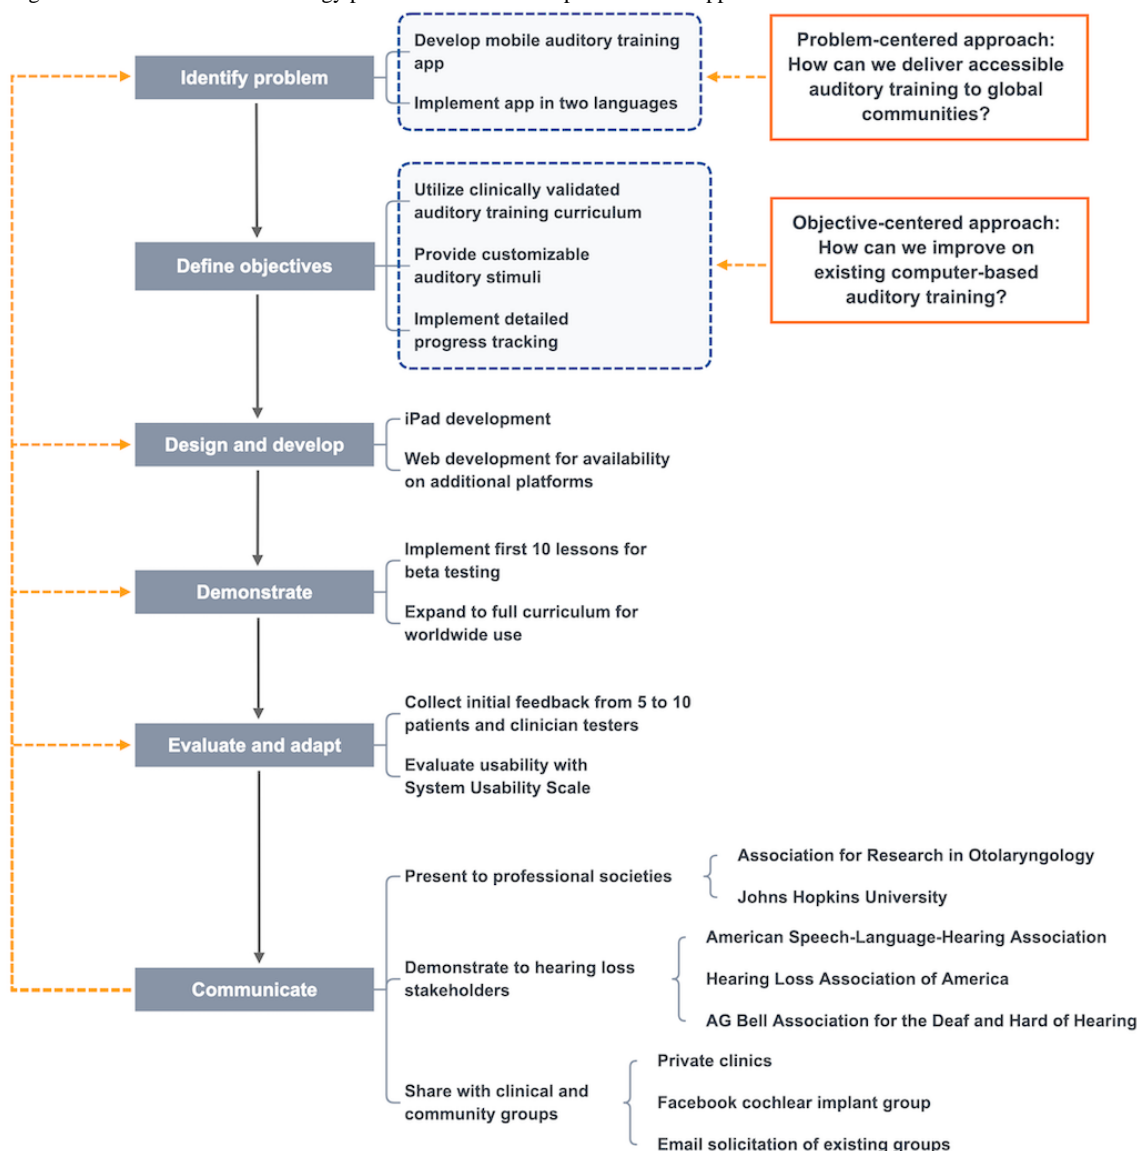 Identify problem
Develop mobile auditory training
app
Implement app in two languages
Problem-centered approach:
How can we deliver accessible
auditory training to global
communities?
Define objectives
Utilize clinically validated
auditory training curriculum
Provide customizable
auditory stimuli
Implement detailed
progress tracking
Objective-centered approach:
How can we improve on
existing computer-based
auditory training?
Design and develop
iPad development
Web development for availability
on additional platforms
Demonstrate
Implement first 10 lessons for
beta testing
Expand to full curriculum for
worldwide use
Evaluate and adapt
Collect initial feedback from 5 to 10
patients and clinician testers
Evaluate usability with
System Usability Scale
Communicate
Present to professional societies
Association for Research in Otolaryngology
Johns Hopkins University
Demonstrate to hearing loss
stakeholders
American Speech-Language-Hearing Association
Hearing Loss Association of America
AG Bell Association for the Deaf and Hard of Hearing
Share with clinical and
community groups
Private clinics
Facebook cochlear implant group
Email solicitation of existing groups